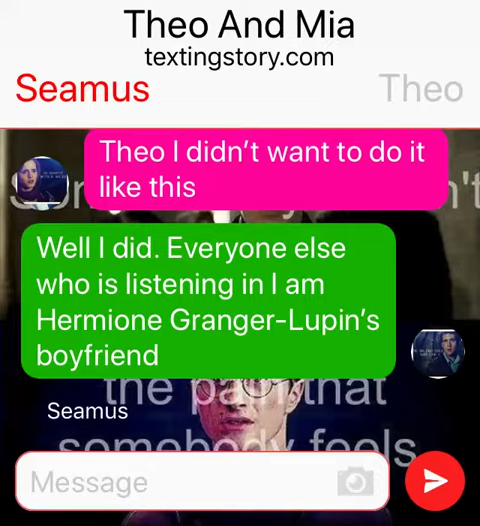 Theo And Mia
textingstory.com
Seamus
Theo
Theo I didn't want to do it
like this
Well I did. Everyone else
who is listening in I am
Hermione Granger-Lupin's
boyfriend
the pain that
Seamus
somebody feels
Message